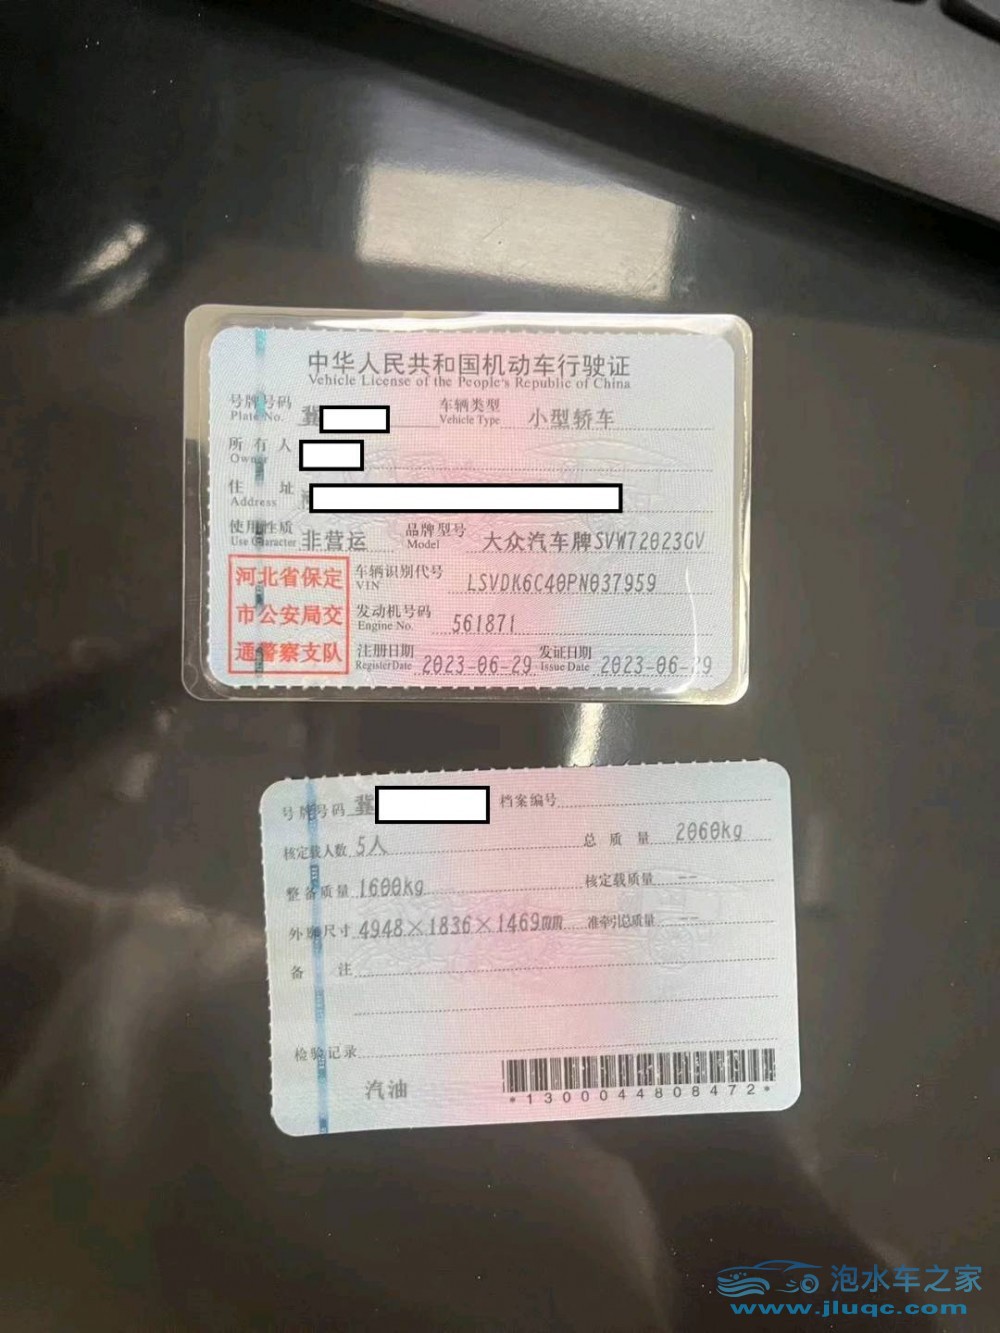 中华人民共和国机动车行驶证
Vehicle License of the People's Republic of China
号牌号码 冀 车辆类型 小型轿车
Plate No. Vehicle Type
所有人
Owner
住址
Address
使用性质 非营运 品牌型号 大众汽车牌SVW72023GV
Use Character Model
河北省保定
市公安局交
通警察支队
车辆识别代号 LSVDK6C40PN037959
VIN
发动机号码 561871
Engine No.
注册日期 2023-06-29 发证日期 2023-06-29
Register Date Issue Date
号牌号码 冀 档案编号
核定载人数 5人 总质量 2060kg
整备质量 1600kg 核定载质量 --
外廓尺寸 4948×1836×1469mm 准牵引总质量 --
备注
检验记录
汽油
*1300044808472*
泡水车之家
www.jluqc.com